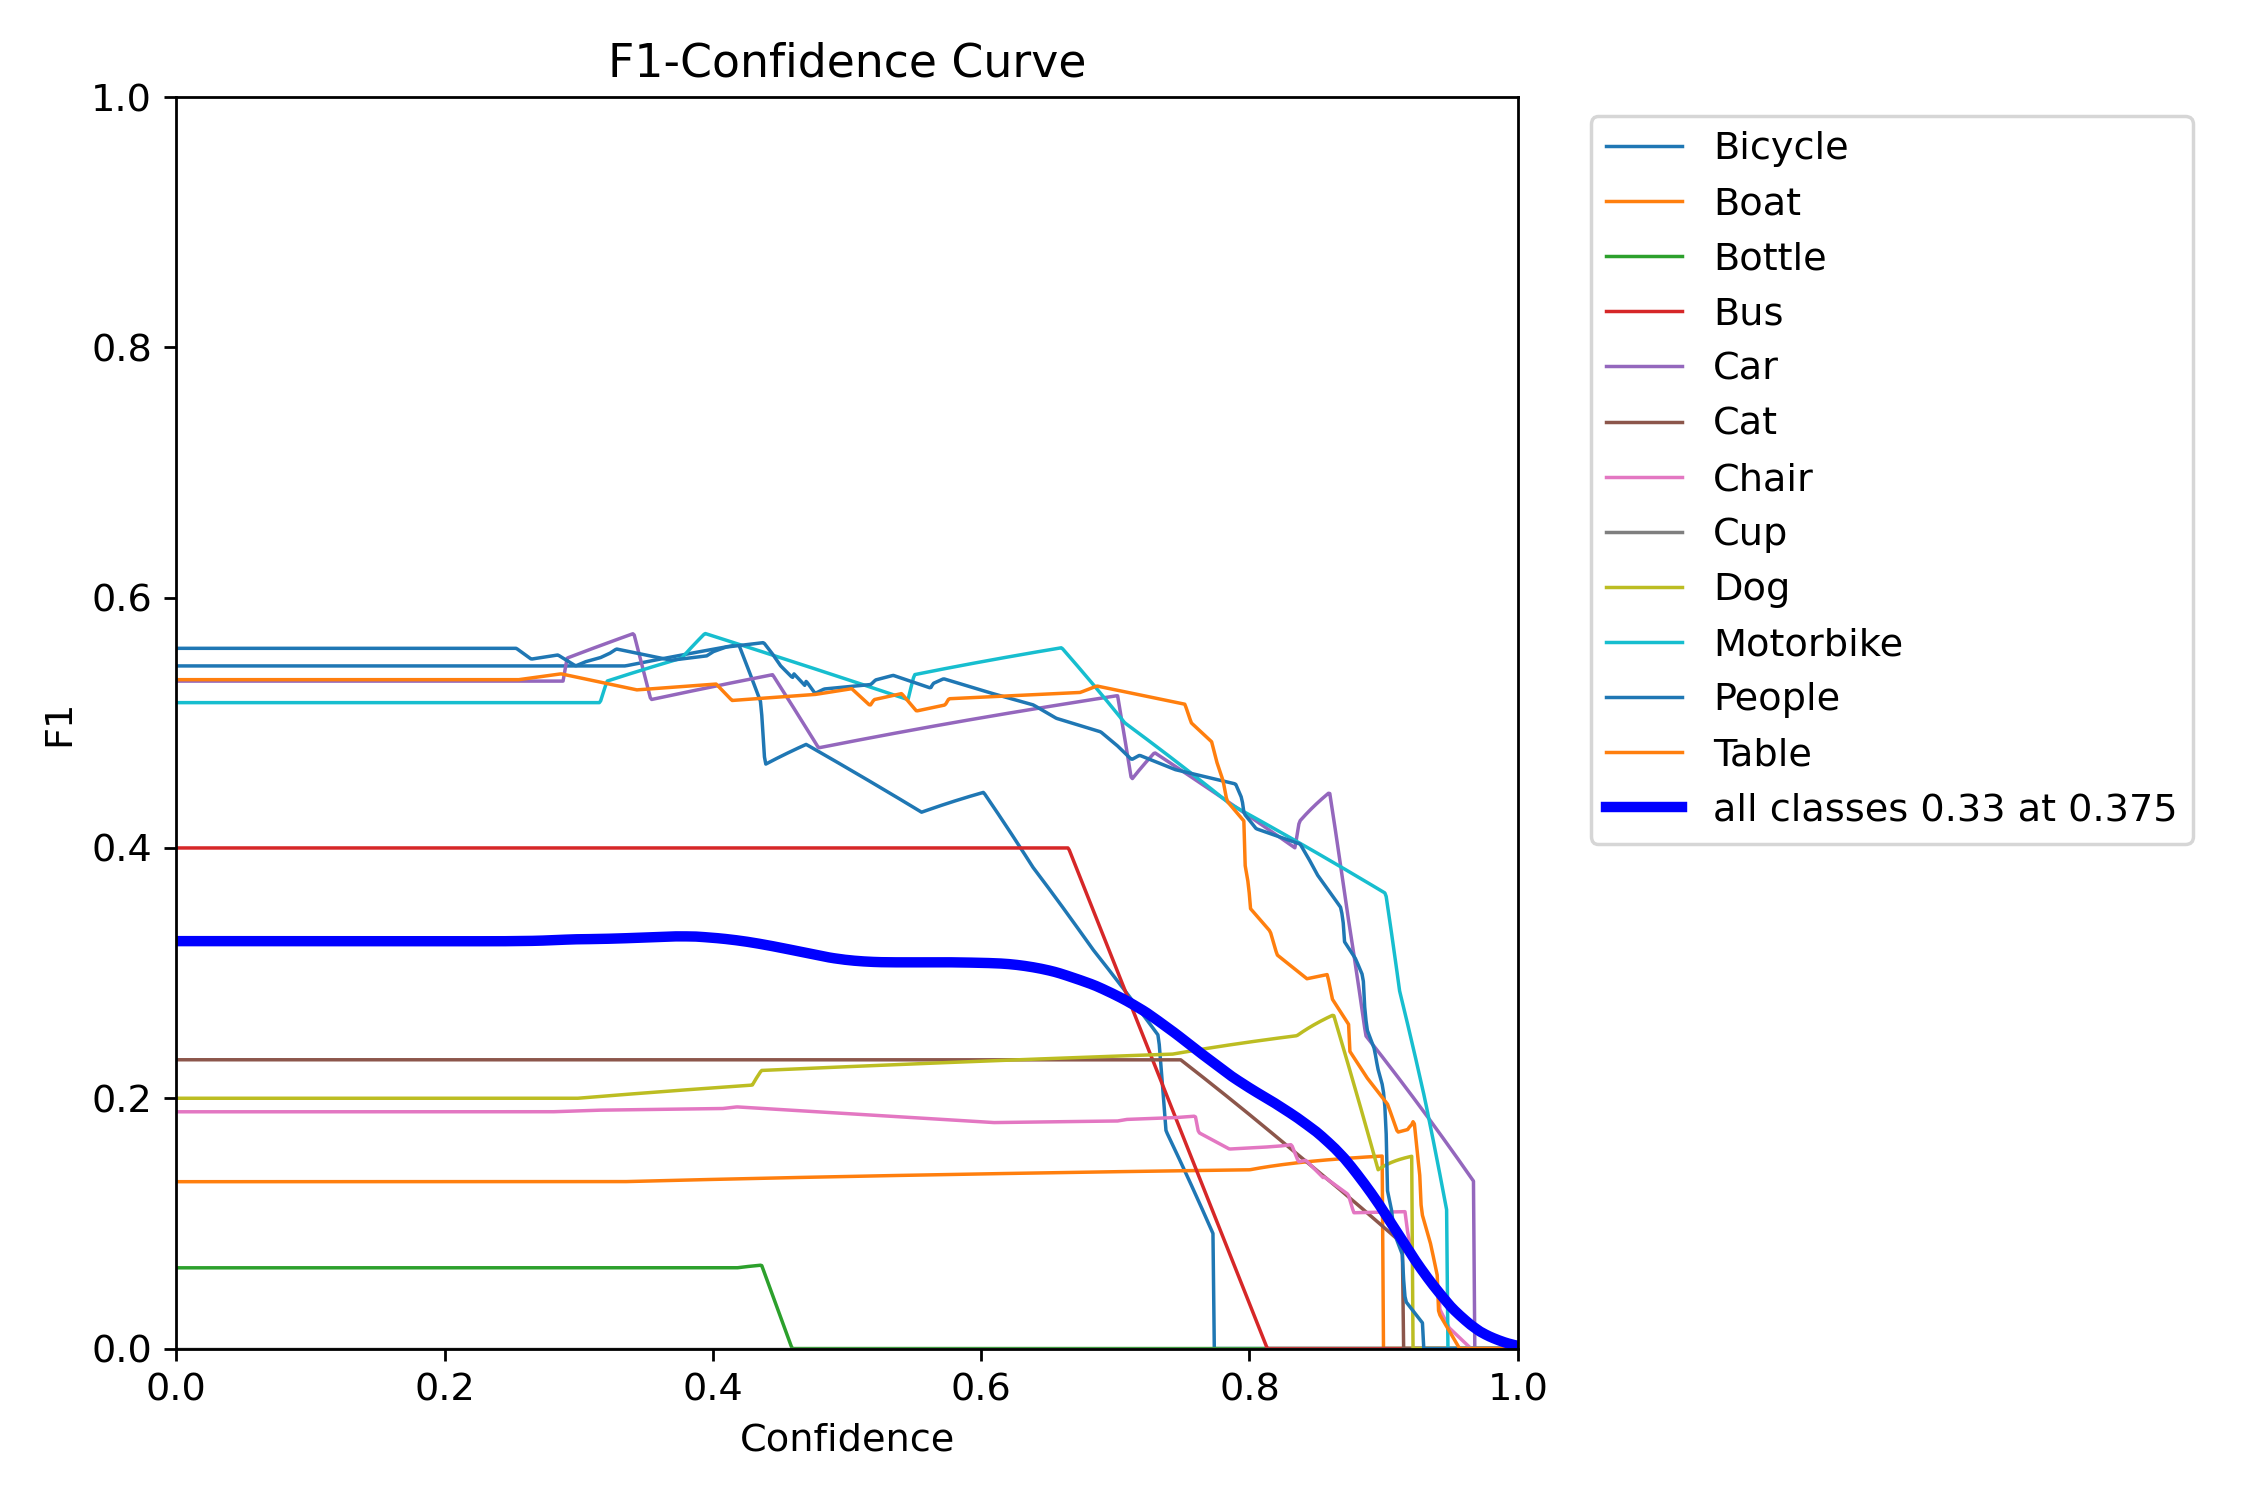 F1-Confidence Curve
1.0
0.8
0.6
0.4
0.2
0.0
F1
0.0 0.2 0.4 0.6 0.8 1.0
Confidence
Bicycle
Boat
Bottle
Bus
Car
Cat
Chair
Cup
Dog
Motorbike
People
Table
all classes 0.33 at 0.375